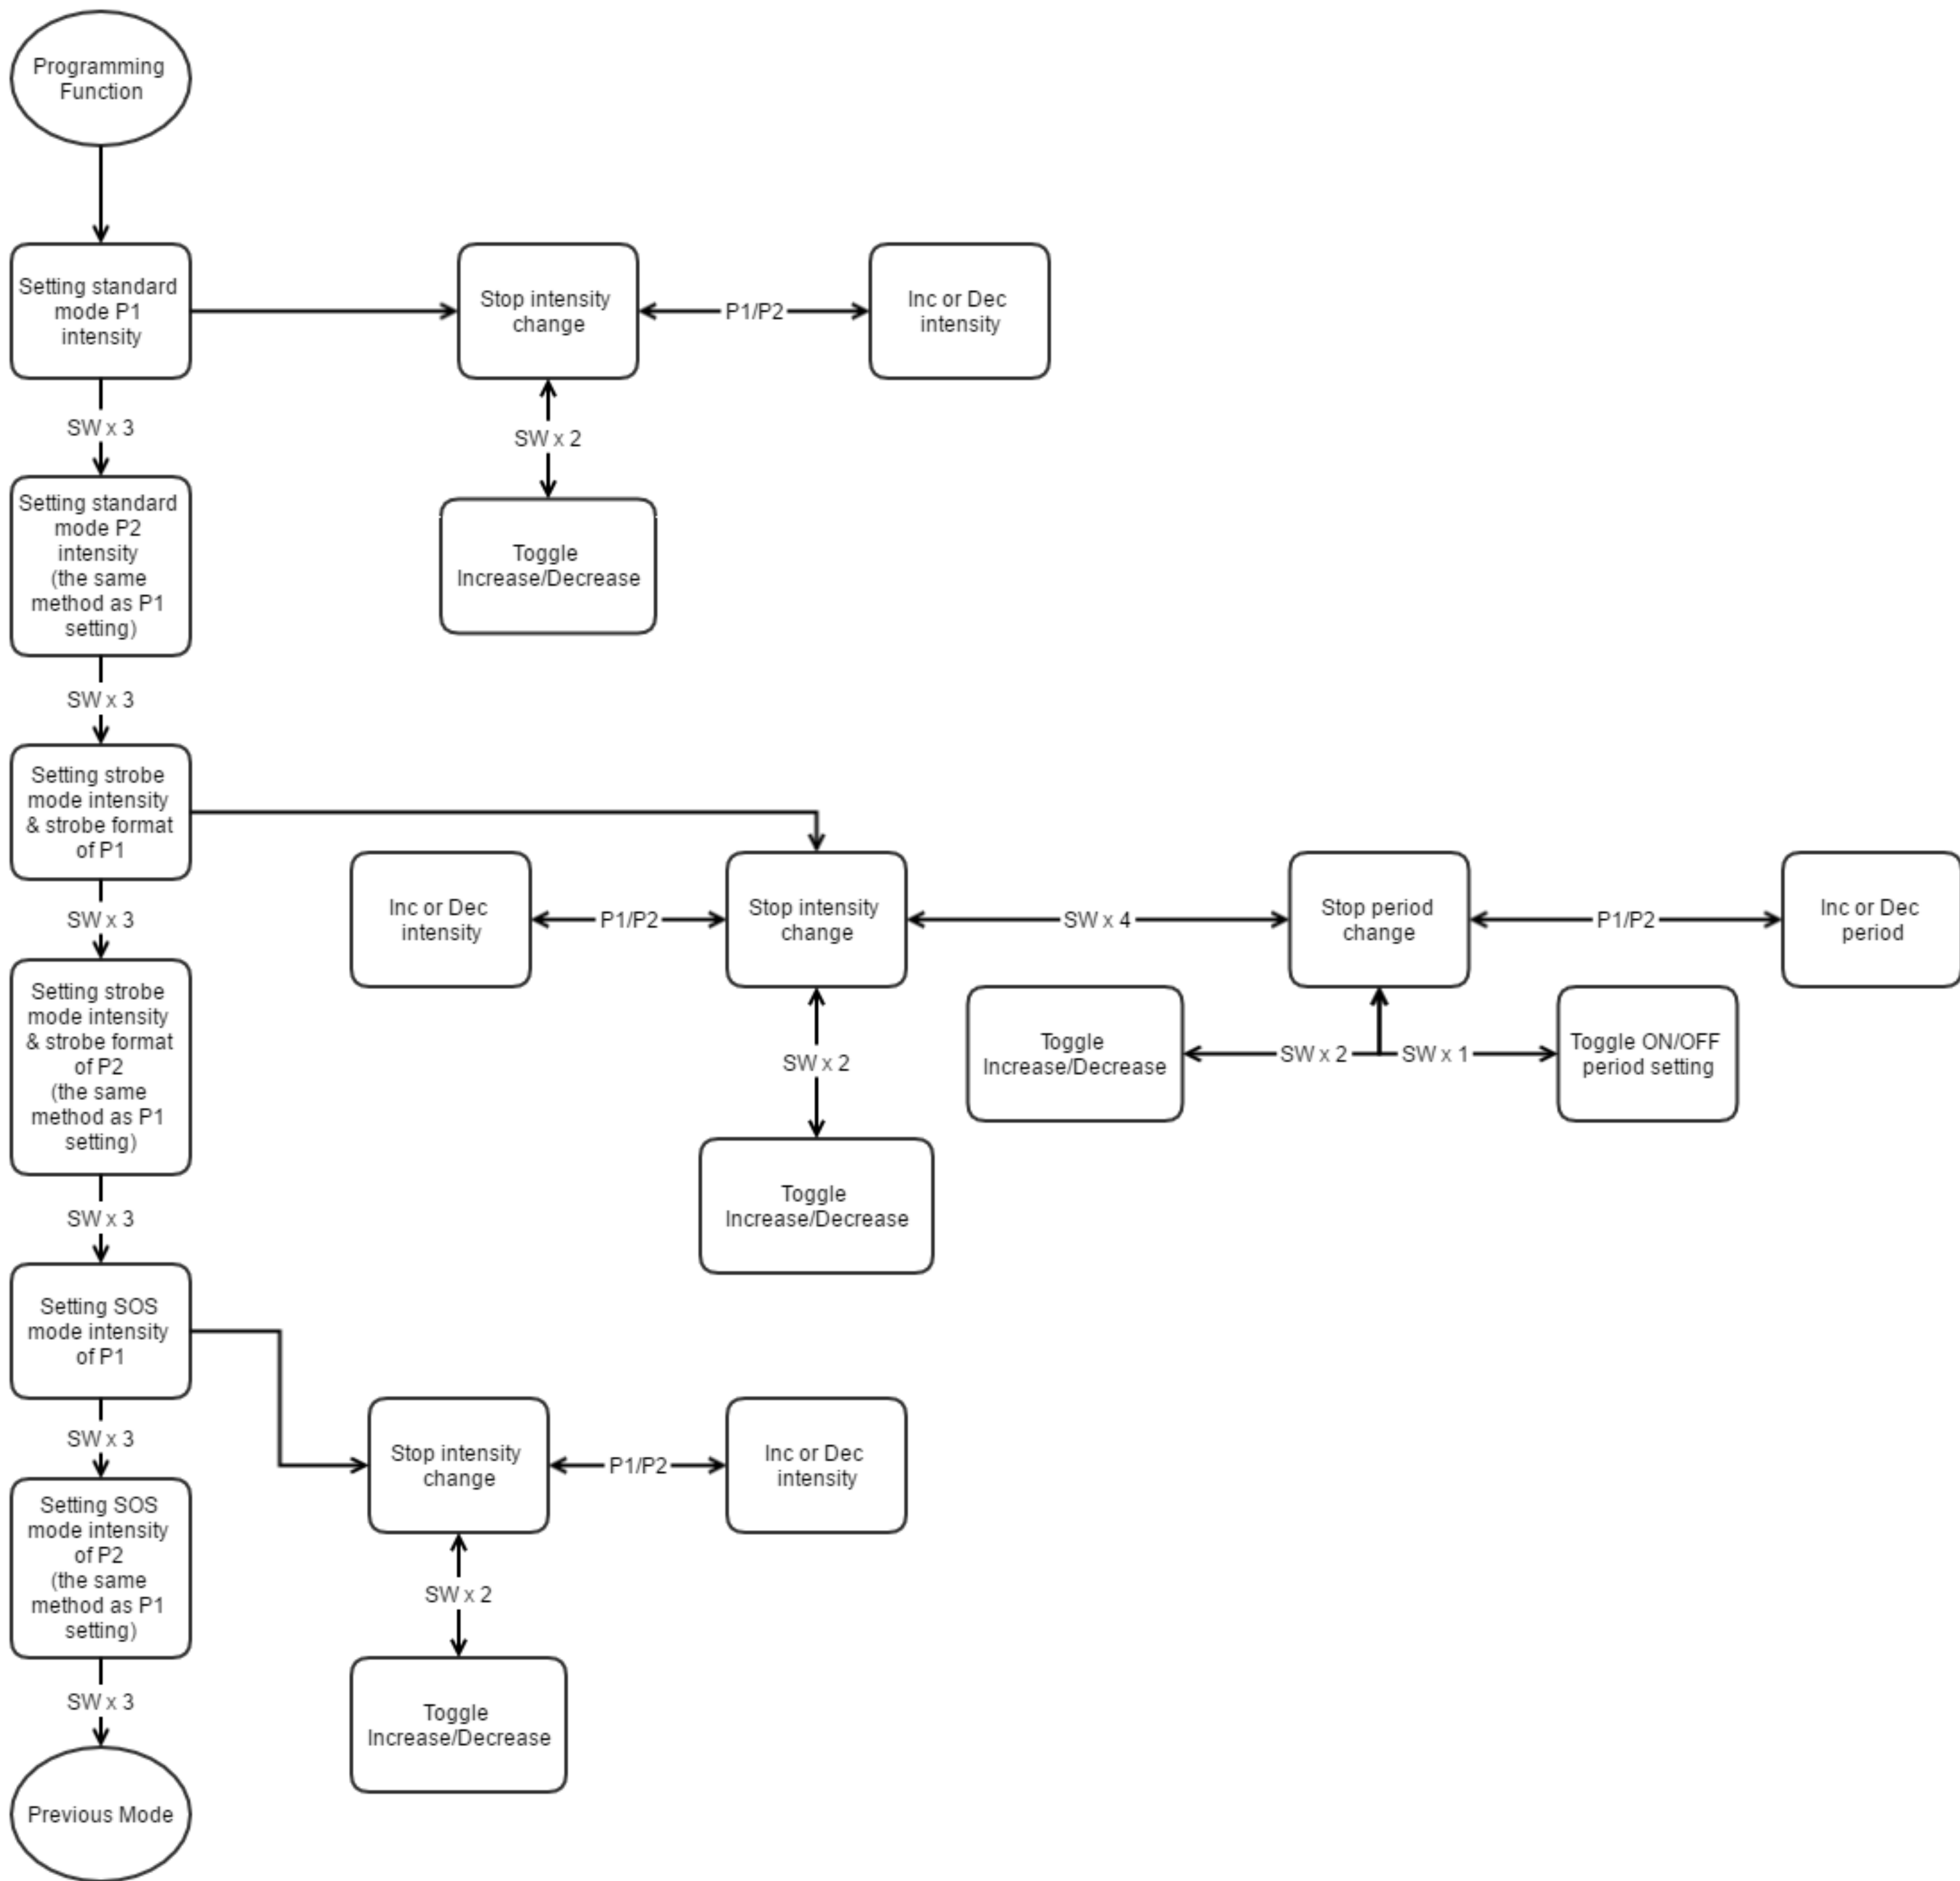 Programming
Function
Setting standard
mode P1
intensity
Stop intensity
change
P1/P2
Inc or Dec
intensity
SW x 3
SW x 2
Setting standard
mode P2
intensity
(the same
method as P1
setting)
Toggle
Increase/Decrease
SW x 3
Setting strobe
mode intensity
& strobe format
of P1
Inc or Dec
intensity
P1/P2
Stop intensity
change
SW x 4
Stop period
change
P1/P2
Inc or Dec
period
SW x 3
Setting strobe
mode intensity
& strobe format
of P2
(the same
method as P1
setting)
SW x 2
Toggle
Increase/Decrease
SW x 2
SW x 1
Toggle ON/OFF
period setting
Toggle
Increase/Decrease
SW x 3
Setting SOS
mode intensity
of P1
Stop intensity
change
P1/P2
Inc or Dec
intensity
SW x 3
Setting SOS
mode intensity
of P2
(the same
method as P1
setting)
SW x 2
Toggle
Increase/Decrease
SW x 3
Previous Mode